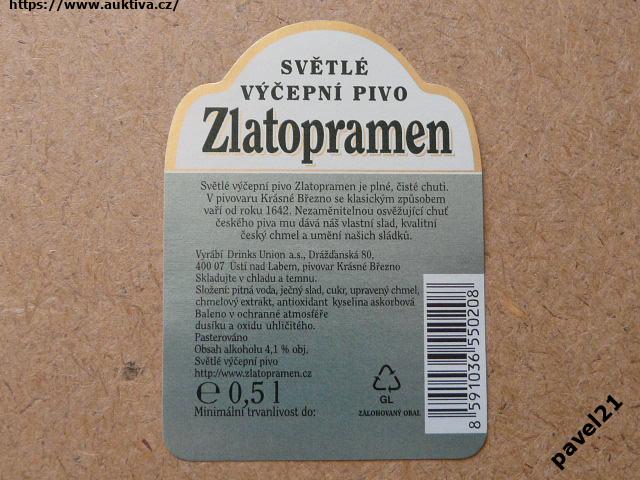 https://www.auktiva.cz/
SVĚTLÉ
VÝČEPNÍ PIVO
Zlatopramen
Světlé výčepní pivo Zlatopramen je plné, čisté chuti.
V pivovaru Krásné Březno se klasickým způsobem
vaří od roku 1642. Nezaměnitelnou osvěžující chuť
českého piva mu dává náš vlastní slad, kvalitní
český chmel a umění našich sládků.
Vyrábí Drinks Union a.s., Drážďanská 80,
400 07 Ústí nad Labem, pivovar Krásné Březno
Skladujte v chladu a temnu.
Složení: pitná voda, ječný slad, cukr, upravený chmel,
chmelový extrakt, antioxidant kyselina askorbová
Baleno v ochranné atmosféře
dusíku a oxidu uhličitého.
Pasterováno
Obsah alkoholu 4,1 % obj.
Světlé výčepní pivo
http://www.zlatopramen.cz
e 0,5 l
Minimální trvanlivost do:
GL
ZÁLOHOVANÝ OBAL
8 591036 550208
pavel21